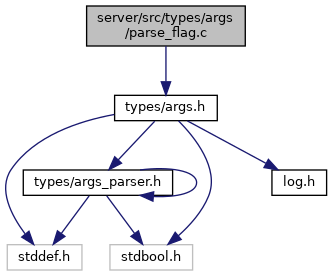 server/src/types/args
/parse_flag.c
types/args.h
types/args_parser.h
log.h
stddef.h
stdbool.h